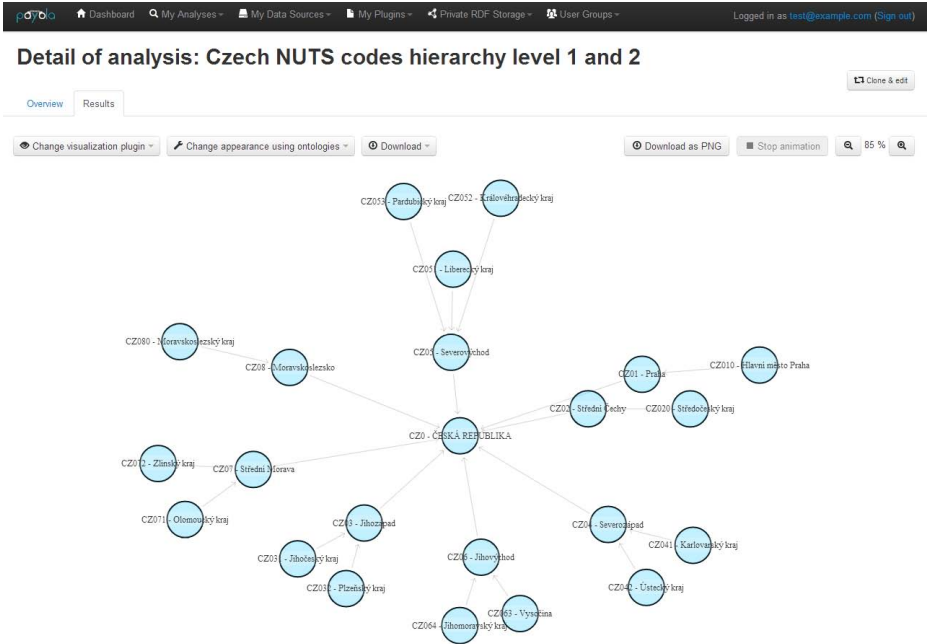 payola Dashboard My Analyses My Data Sources My Plugins Private RDF Storage User Groups Logged in as test@example.com (Sign out)
Detail of analysis: Czech NUTS codes hierarchy level 1 and 2
Clone & edit
Overview Results
Change visualization plugin Change appearance using ontologies Download Download as PNG Stop animation 85 %
CZ053 - Pardubický kraj CZ052 - Královéhradecký kraj
CZ051 - Liberecký kraj
CZ080 - Moravskoslezský kraj
CZ05 - Severovýchod
CZ08 - Moravskoslezsko
CZ01 - Praha CZ010 - Hlavní město Praha
CZ02 - Střední Čechy CZ020 - Středočeský kraj
CZ0 - ČESKÁ REPUBLIKA
CZ072 - Zlínský kraj CZ07 - Střední Morava
CZ071 - Olomoucký kraj
CZ03 - Jihozápad
CZ04 - Severozápad
CZ031 - Jihočeský kraj
CZ06 - Jihovýchod
CZ041 - Karlovarský kraj
CZ032 - Plzeňský kraj
CZ042 - Ústecký kraj
CZ063 - Vysočina
CZ064 - Jihomoravský kraj